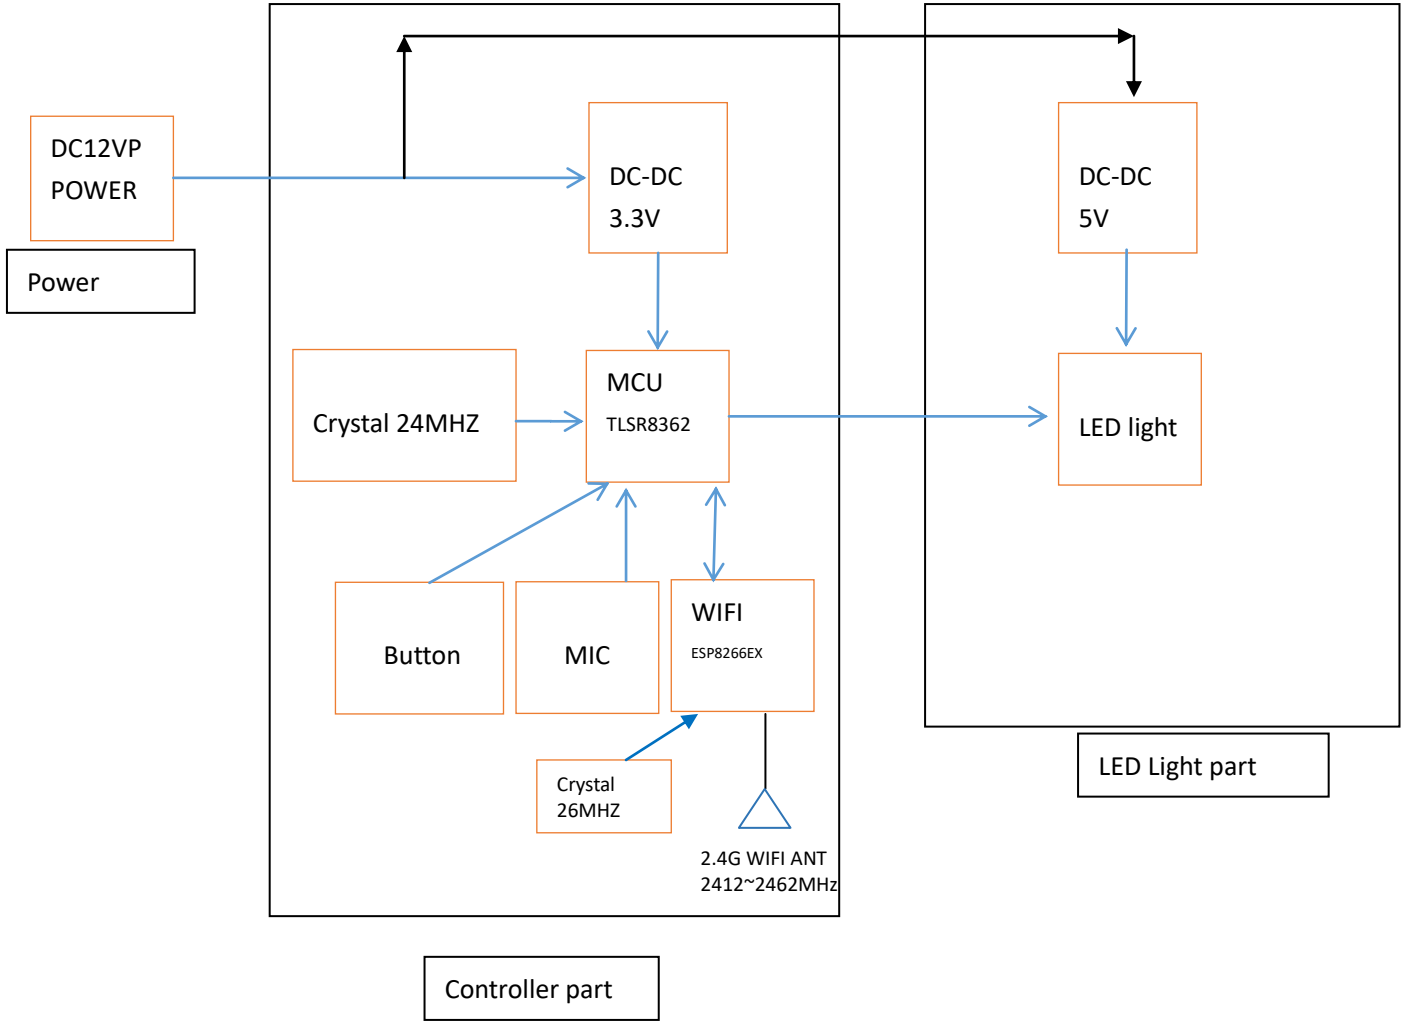 DC12VP
POWER
Power
DC-DC
3.3V
DC-DC
5V
Crystal 24MHZ
MCU
TLSR8362
LED light
Button
MIC
WIFI
ESP8266EX
Crystal
26MHZ
2.4G WIFI ANT
2412~2462MHz
LED Light part
Controller part